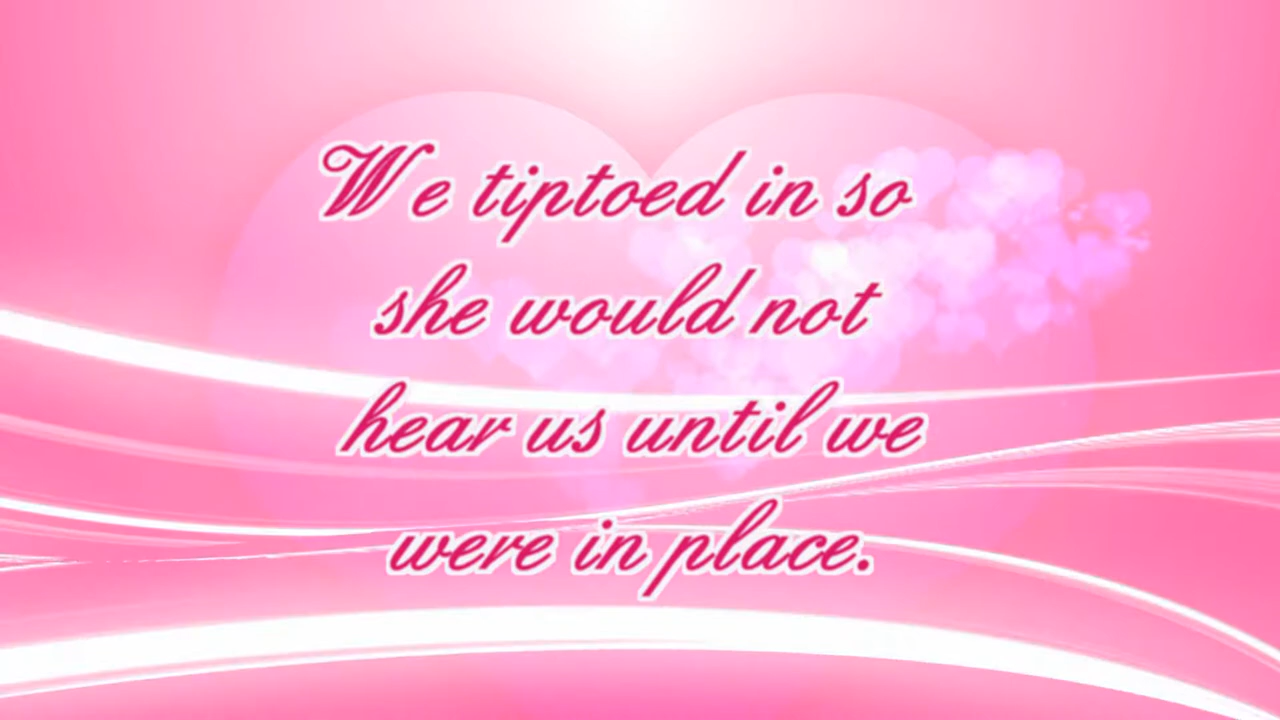 We tiptoed in so
she would not
hear us until we
were in place.